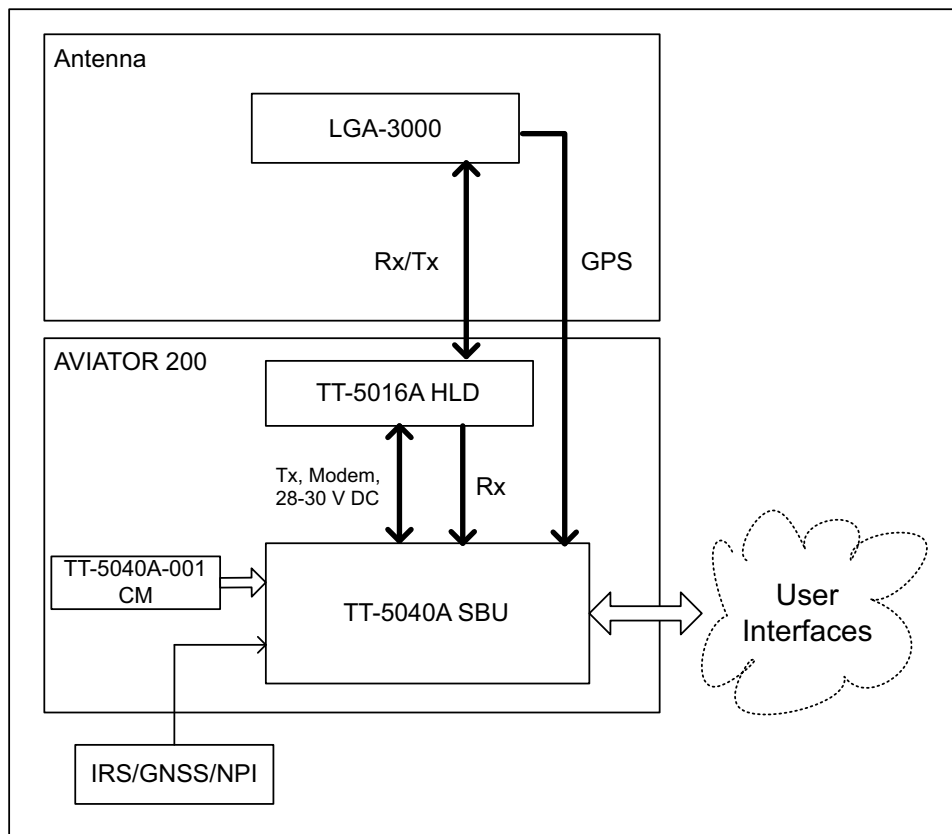 Antenna
LGA-3000
Rx/Tx
GPS
AVIATOR 200
TT-5016A HLD
Tx, Modem,
28-30 V DC
Rx
TT-5040A-001
CM
TT-5040A SBU
User
Interfaces
IRS/GNSS/NPI